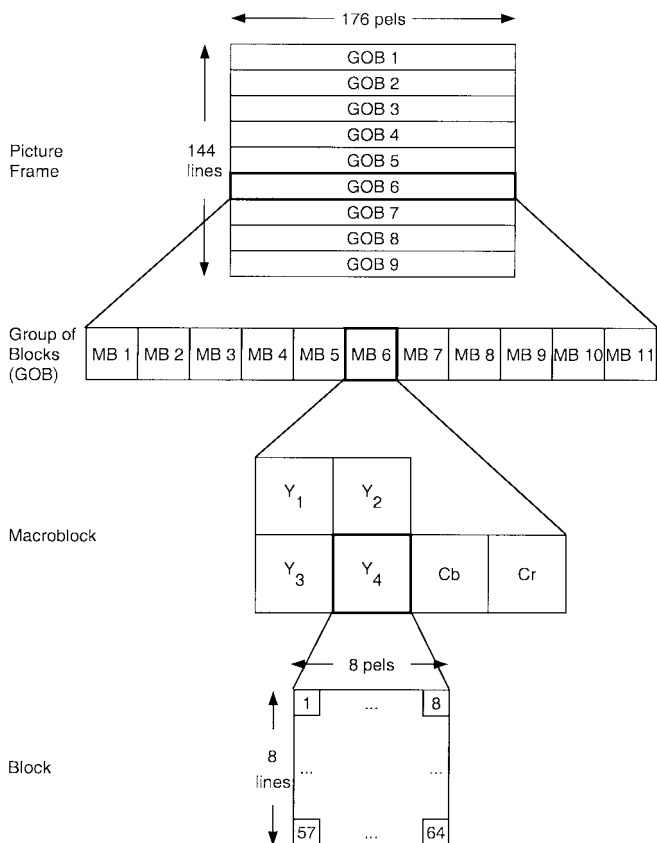 176 pels
GOB 1
GOB 2
GOB 3
GOB 4
GOB 5
GOB 6
GOB 7
GOB 8
GOB 9
Picture
Frame
144
lines
Group of
Blocks
(GOB)
MB 1 MB 2 MB 3 MB 4 MB 5 MB 6 MB 7 MB 8 MB 9 MB 10 MB 11
Macroblock
Y1 Y2
Y3 Y4 Cb Cr
8 pels
1 ... 8
Block
8
lines
... ...
57 ... 64